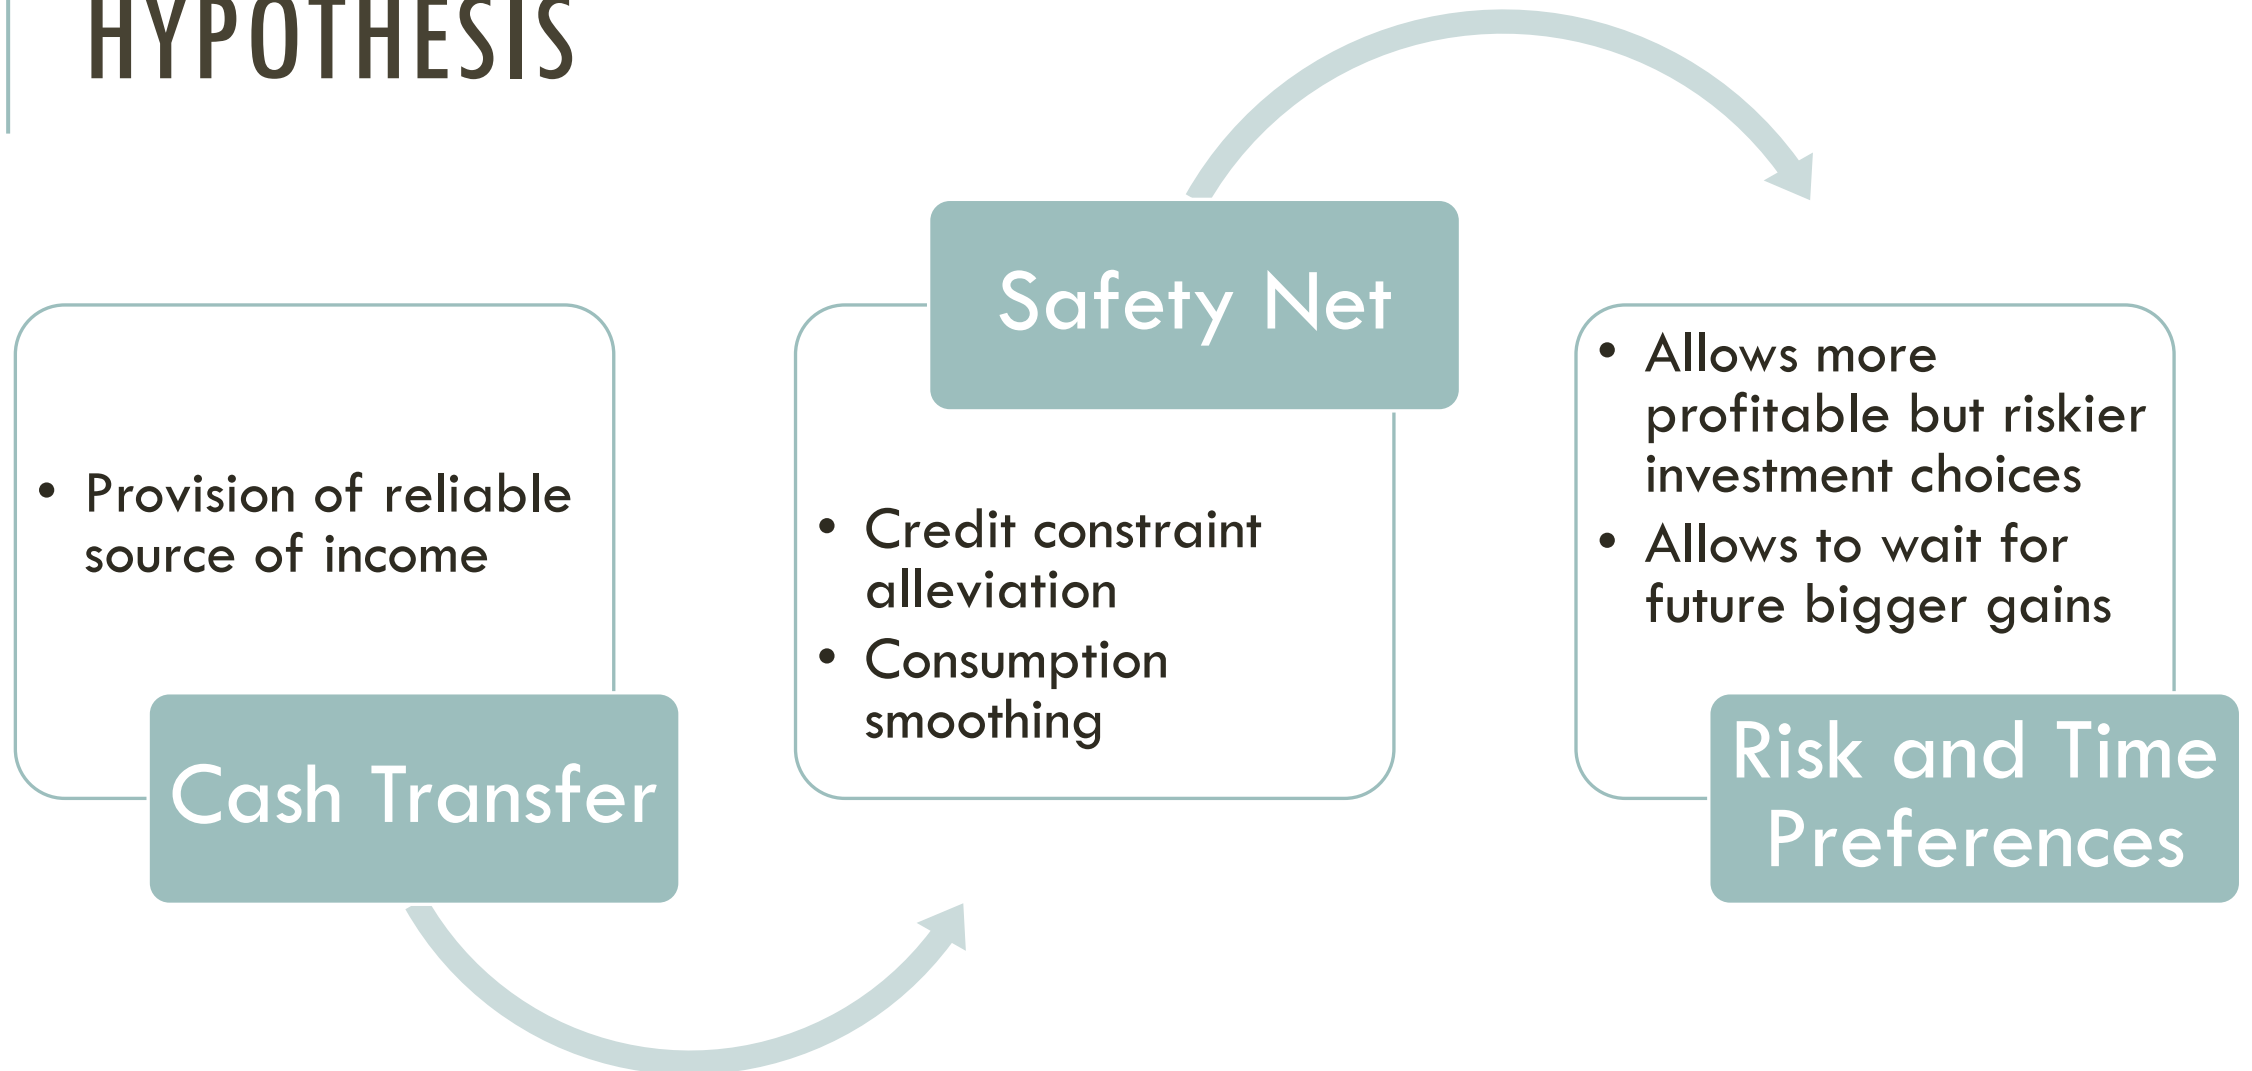 HYPOTHESIS
• Provision of reliable
source of income
Cash Transfer
Safety Net
• Credit constraint
alleviation
• Consumption
smoothing
• Allows more
profitable but riskier
investment choices
• Allows to wait for
future bigger gains
Risk and Time
Preferences